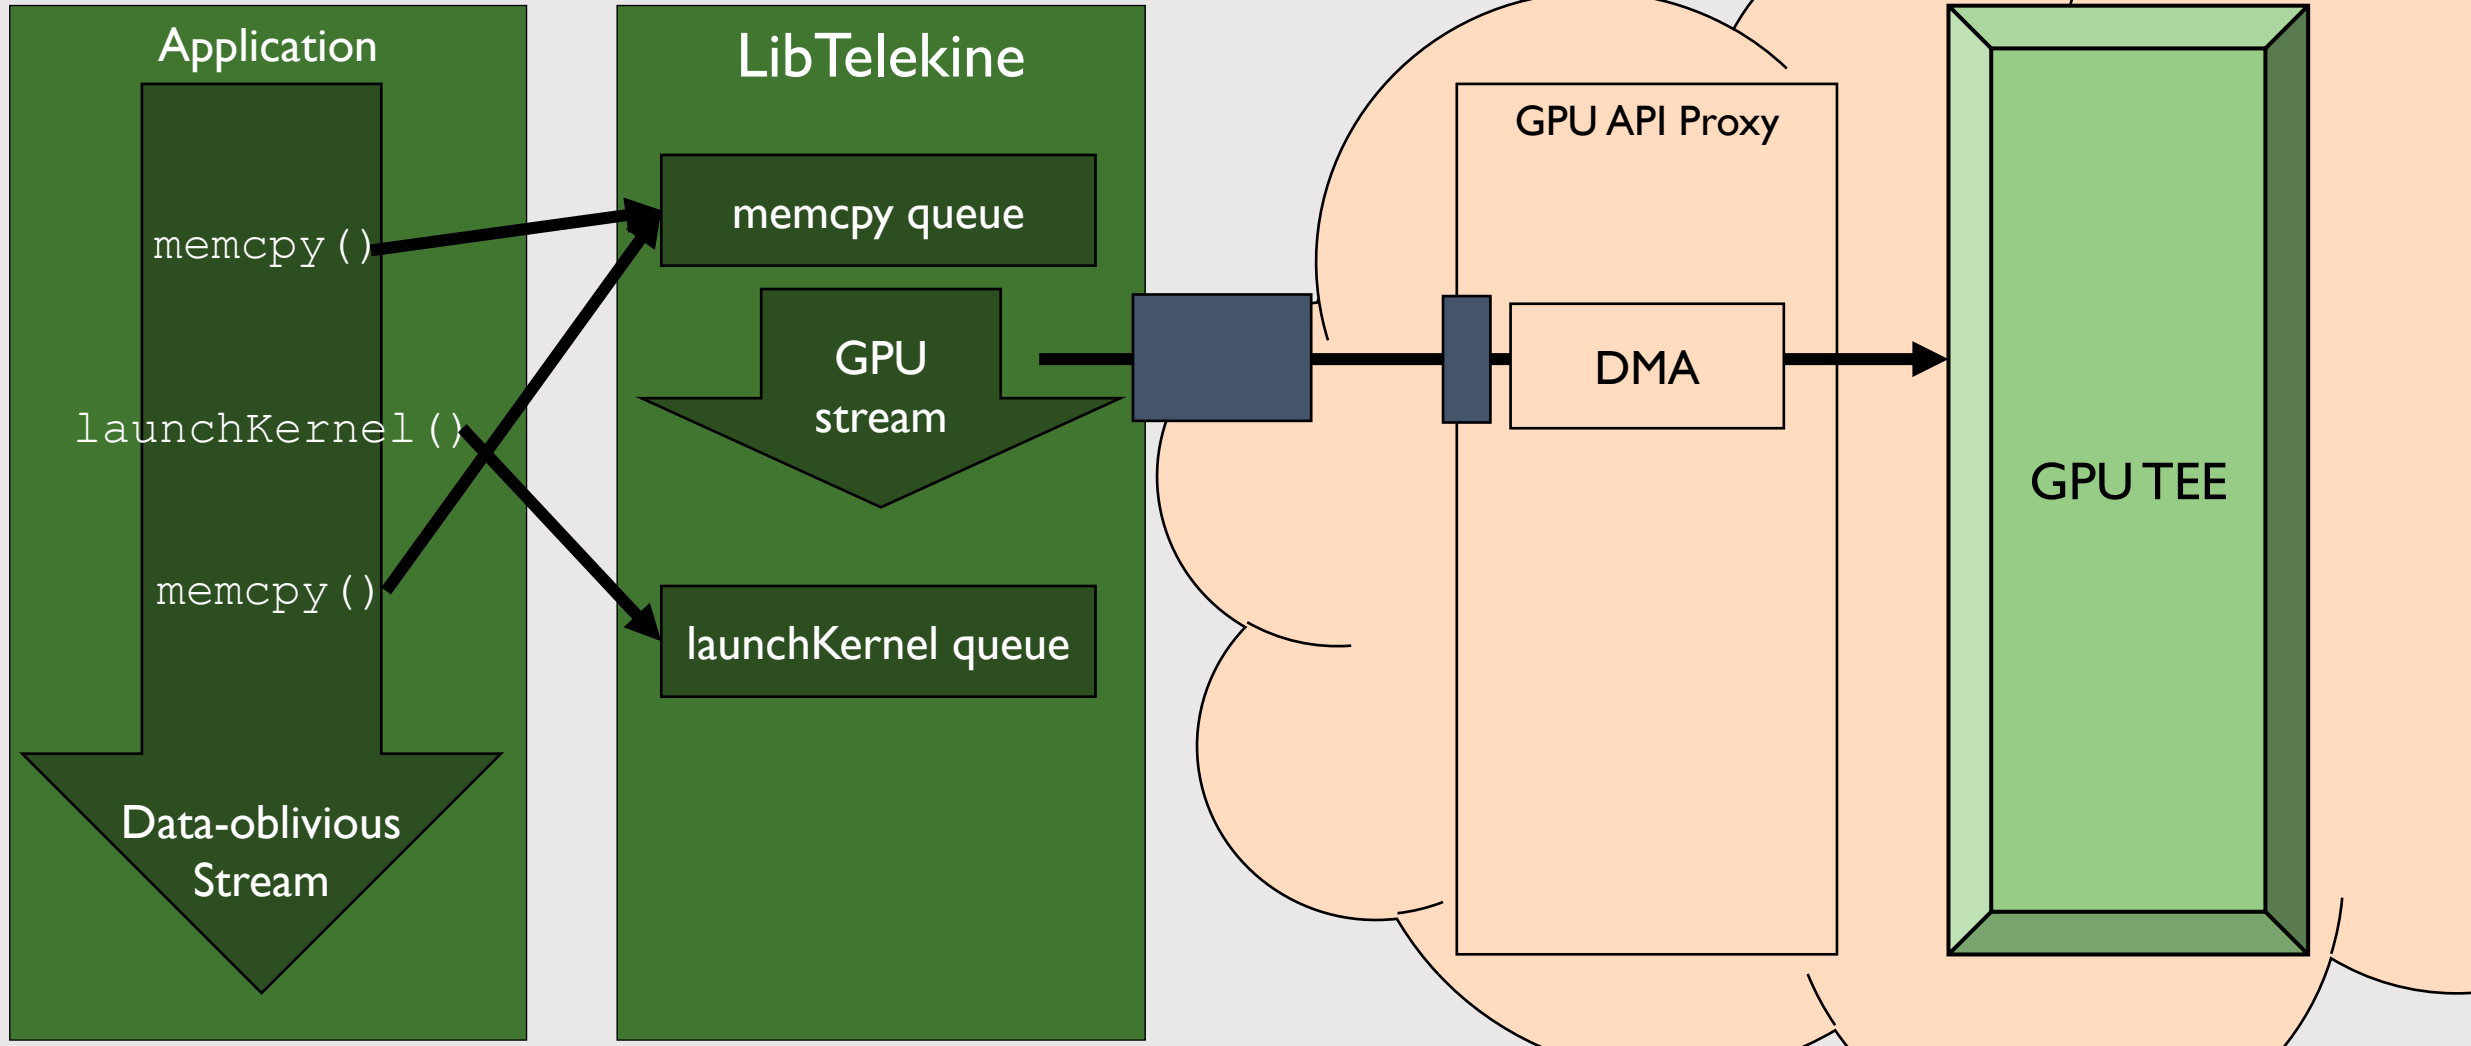 Application
memcpy()
launchKernel()
memcpy()
Data-oblivious
Stream
LibTelekine
memcpy queue
GPU
stream
launchKernel queue
GPU API Proxy
DMA
GPU TEE